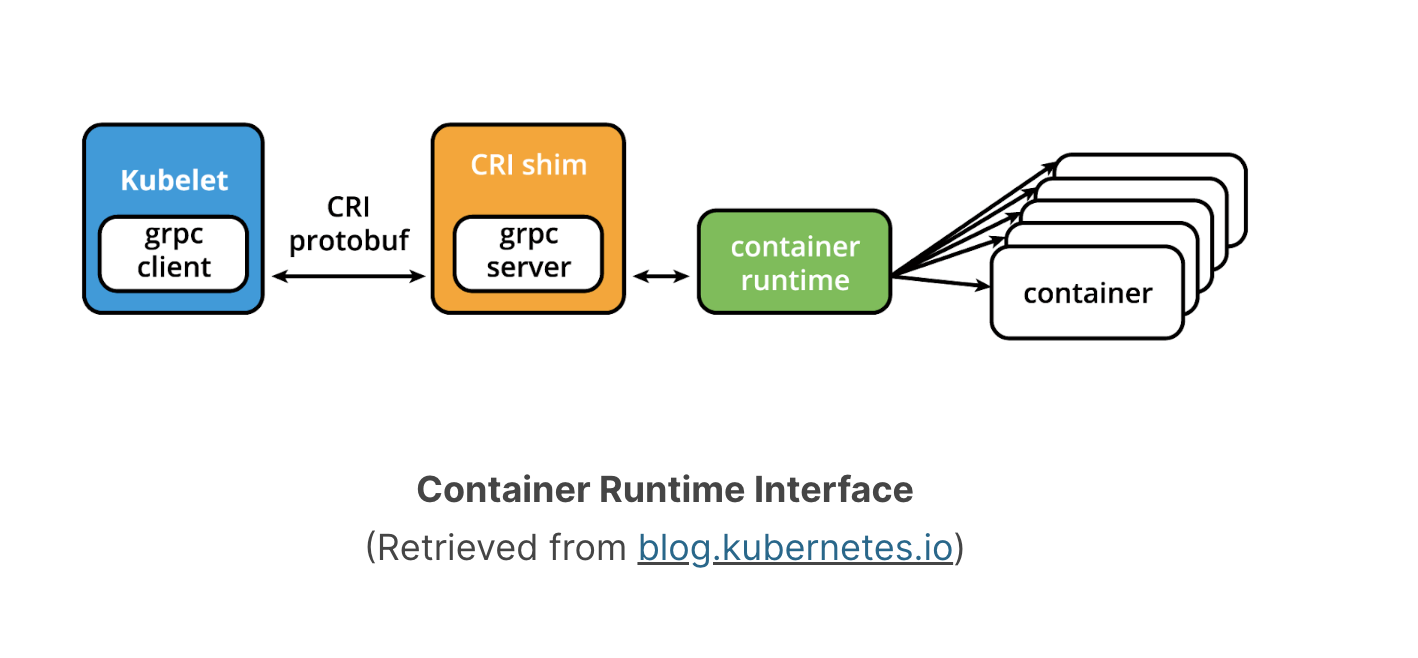 Kubelet
grpc
client
CRI
protobuf
CRI shim
grpc
server
container
runtime
container
Container Runtime Interface
(Retrieved from blog.kubernetes.io)